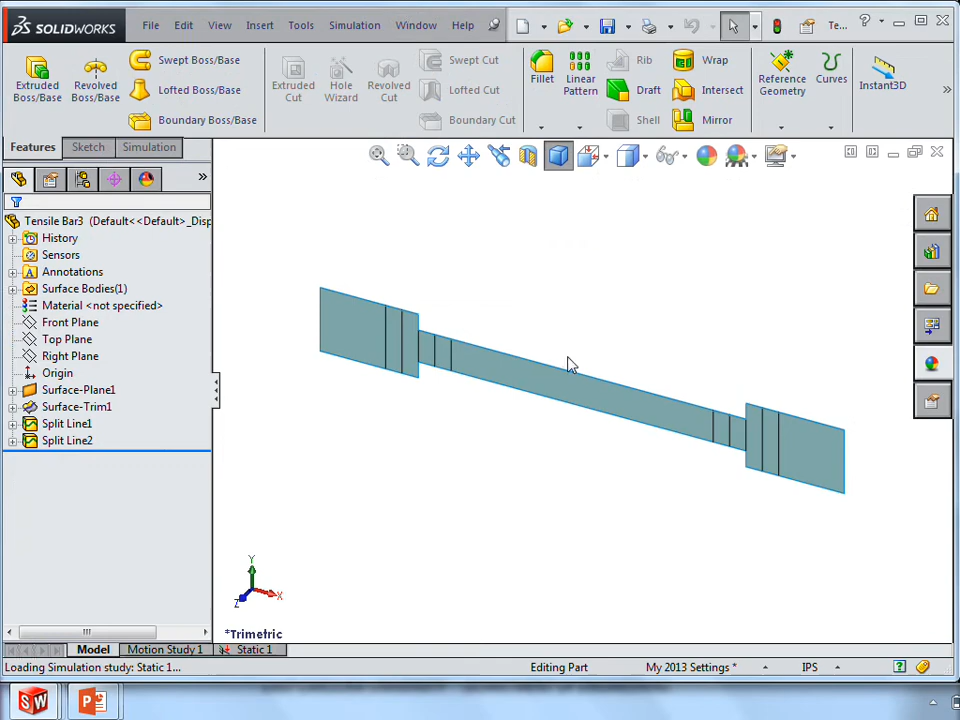 SOLIDWORKS
File Edit View Insert Tools Simulation Window Help
Te...
Extruded Boss/Base
Revolved Boss/Base
Swept Boss/Base
Lofted Boss/Base
Boundary Boss/Base
Extruded Cut
Hole Wizard
Revolved Cut
Swept Cut
Lofted Cut
Boundary Cut
Fillet
Linear Pattern
Rib
Draft
Shell
Wrap
Intersect
Mirror
Reference Geometry
Curves
Instant3D
Features Sketch Simulation
Tensile Bar3 (Default<<Default>_Disp
History
Sensors
Annotations
Surface Bodies(1)
Material <not specified>
Front Plane
Top Plane
Right Plane
Origin
Surface-Plane1
Surface-Trim1
Split Line1
Split Line2
Y
X
Z
*Trimetric
Model Motion Study 1 Static 1
Loading Simulation study: Static 1... Editing Part My 2013 Settings * IPS